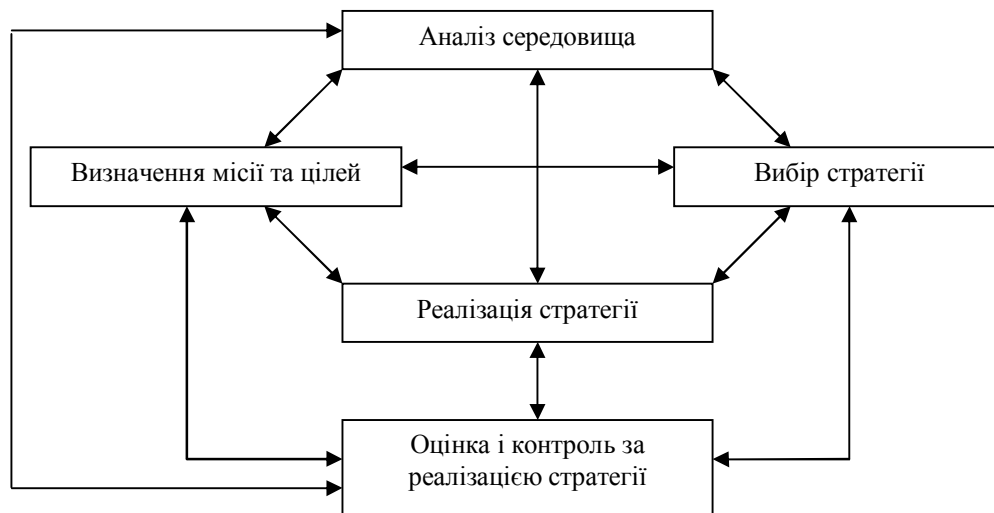 Аналіз середовища
Визначення місії та цілей
Вибір стратегії
Реалізація стратегії
Оцінка і контроль за
реалізацією стратегії